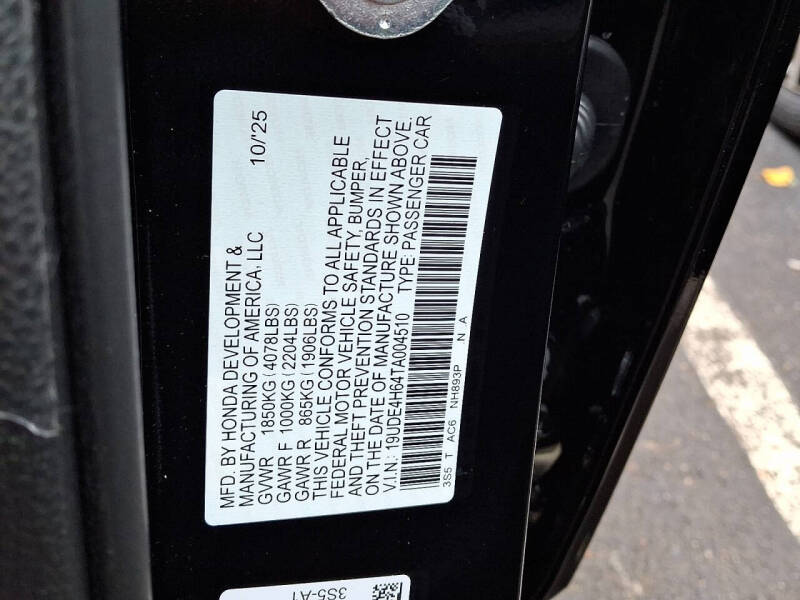 MFD. BY HONDA DEVELOPMENT &
MANUFACTURING OF AMERICA, LLC 10/'25
GVWR 1850KG(4078LBS)
GAWR F 1000KG(2204LBS)
GAWR R 865KG(1906LBS)
THIS VEHICLE CONFORMS TO ALL APPLICABLE
FEDERAL MOTOR VEHICLE SAFETY, BUMPER,
AND THEFT PREVENTION STANDARDS IN EFFECT
ON THE DATE OF MANUFACTURE SHOWN ABOVE.
V.I.N.: 19UDE4H64TA004510 TYPE: PASSENGER CAR
3S5 T AC6 NH893P .N A
3S5-A1